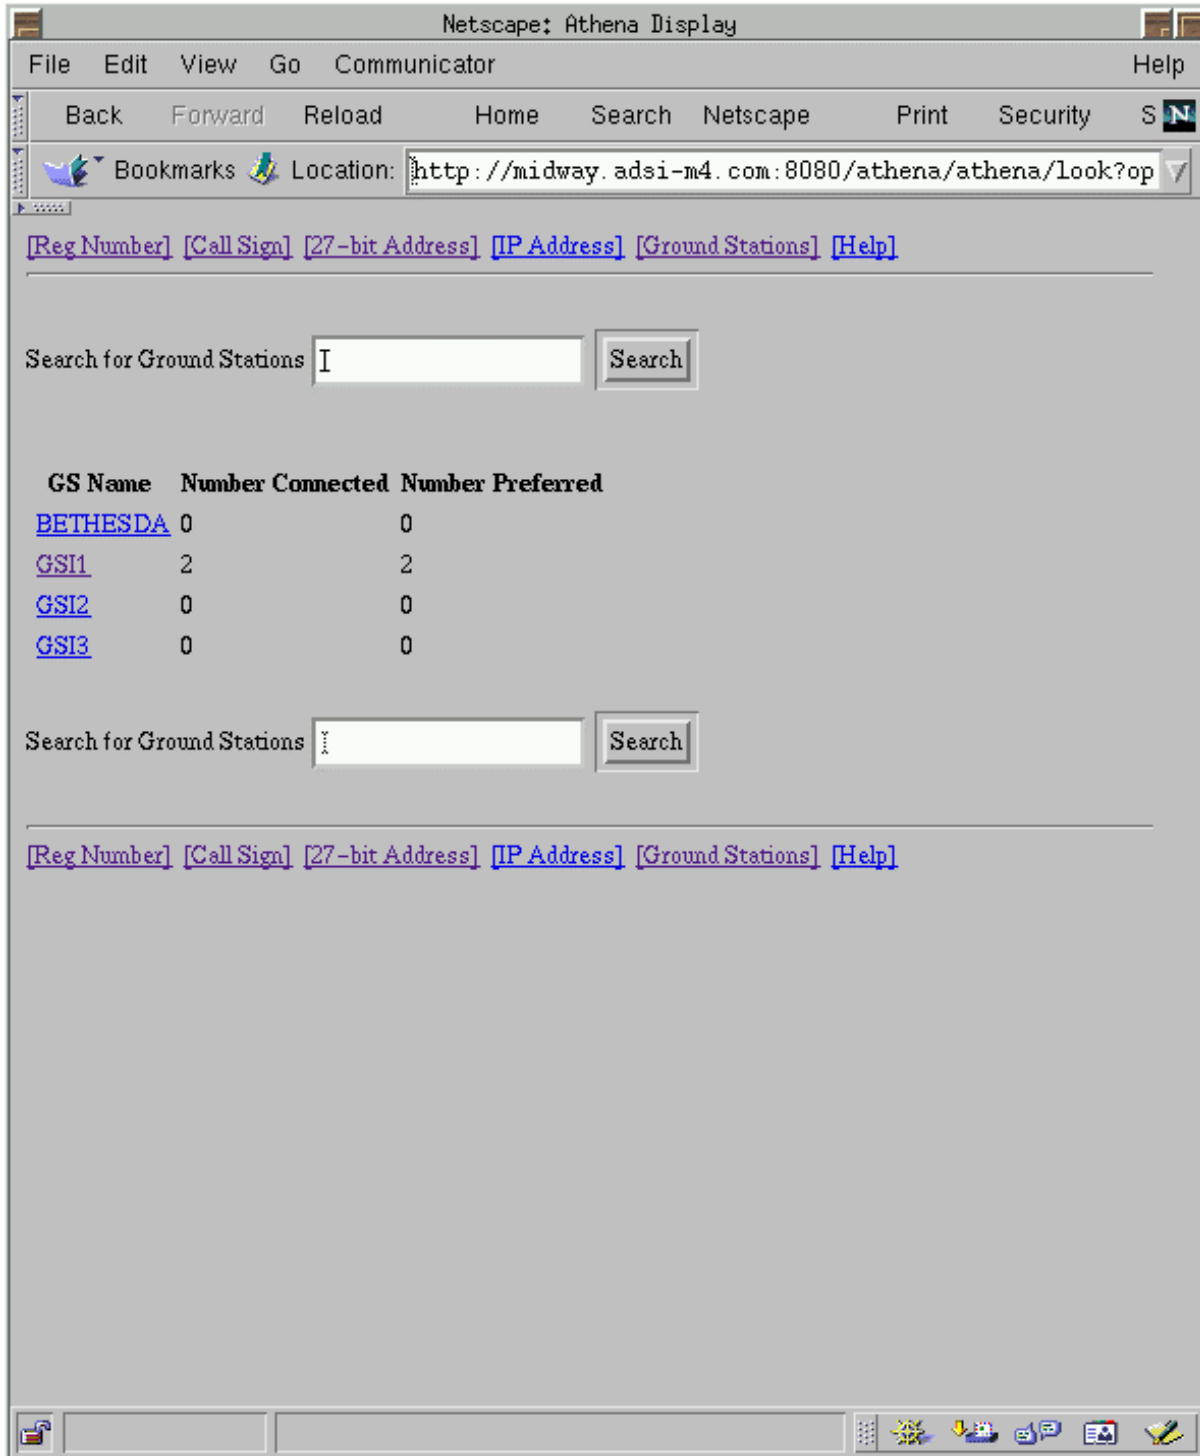 Netscape: Athena Display
File Edit View Go Communicator Help
Back Forward Reload Home Search Netscape Print Security S N
Bookmarks Location: http://midway.adsi-m4.com:8080/athena/athena/look?op
[Reg Number] [Call Sign] [27-bit Address] [IP Address] [Ground Stations] [Help]
Search for Ground Stations Search
GS Name Number Connected Number Preferred
BETHESDA 0 0
GSI1 2 2
GSI2 0 0
GSI3 0 0
Search for Ground Stations Search
[Reg Number] [Call Sign] [27-bit Address] [IP Address] [Ground Stations] [Help]